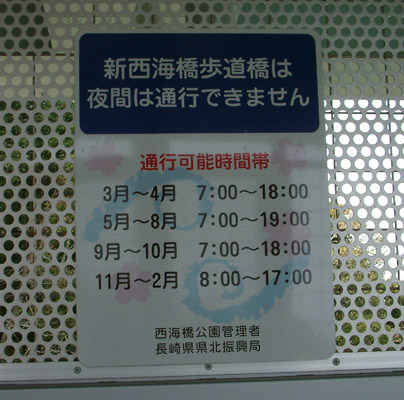 新西海橋歩道橋は
夜間は通行できません
通行可能時間帯
3月～4月 7:00～18:00
5月～8月 7:00～19:00
9月～10月 7:00～18:00
11月～2月 8:00～17:00
西海橋公園管理者
長崎県県北振興局